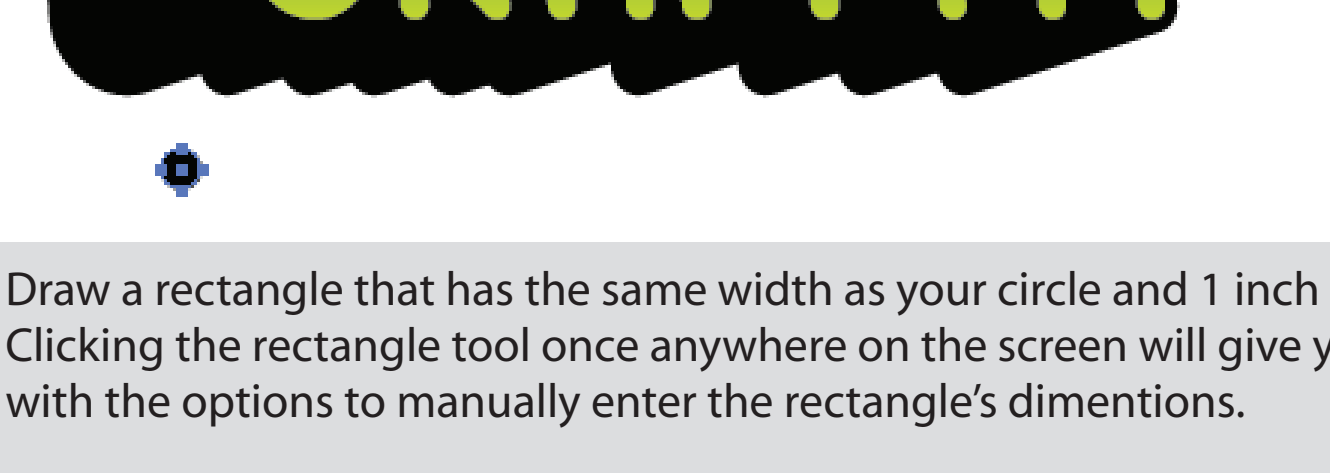 Draw a rectangle that has the same width as your circle and 1 inch
Clicking the rectangle tool once anywhere on the screen will give
with the options to manually enter the rectangle's dimentions.